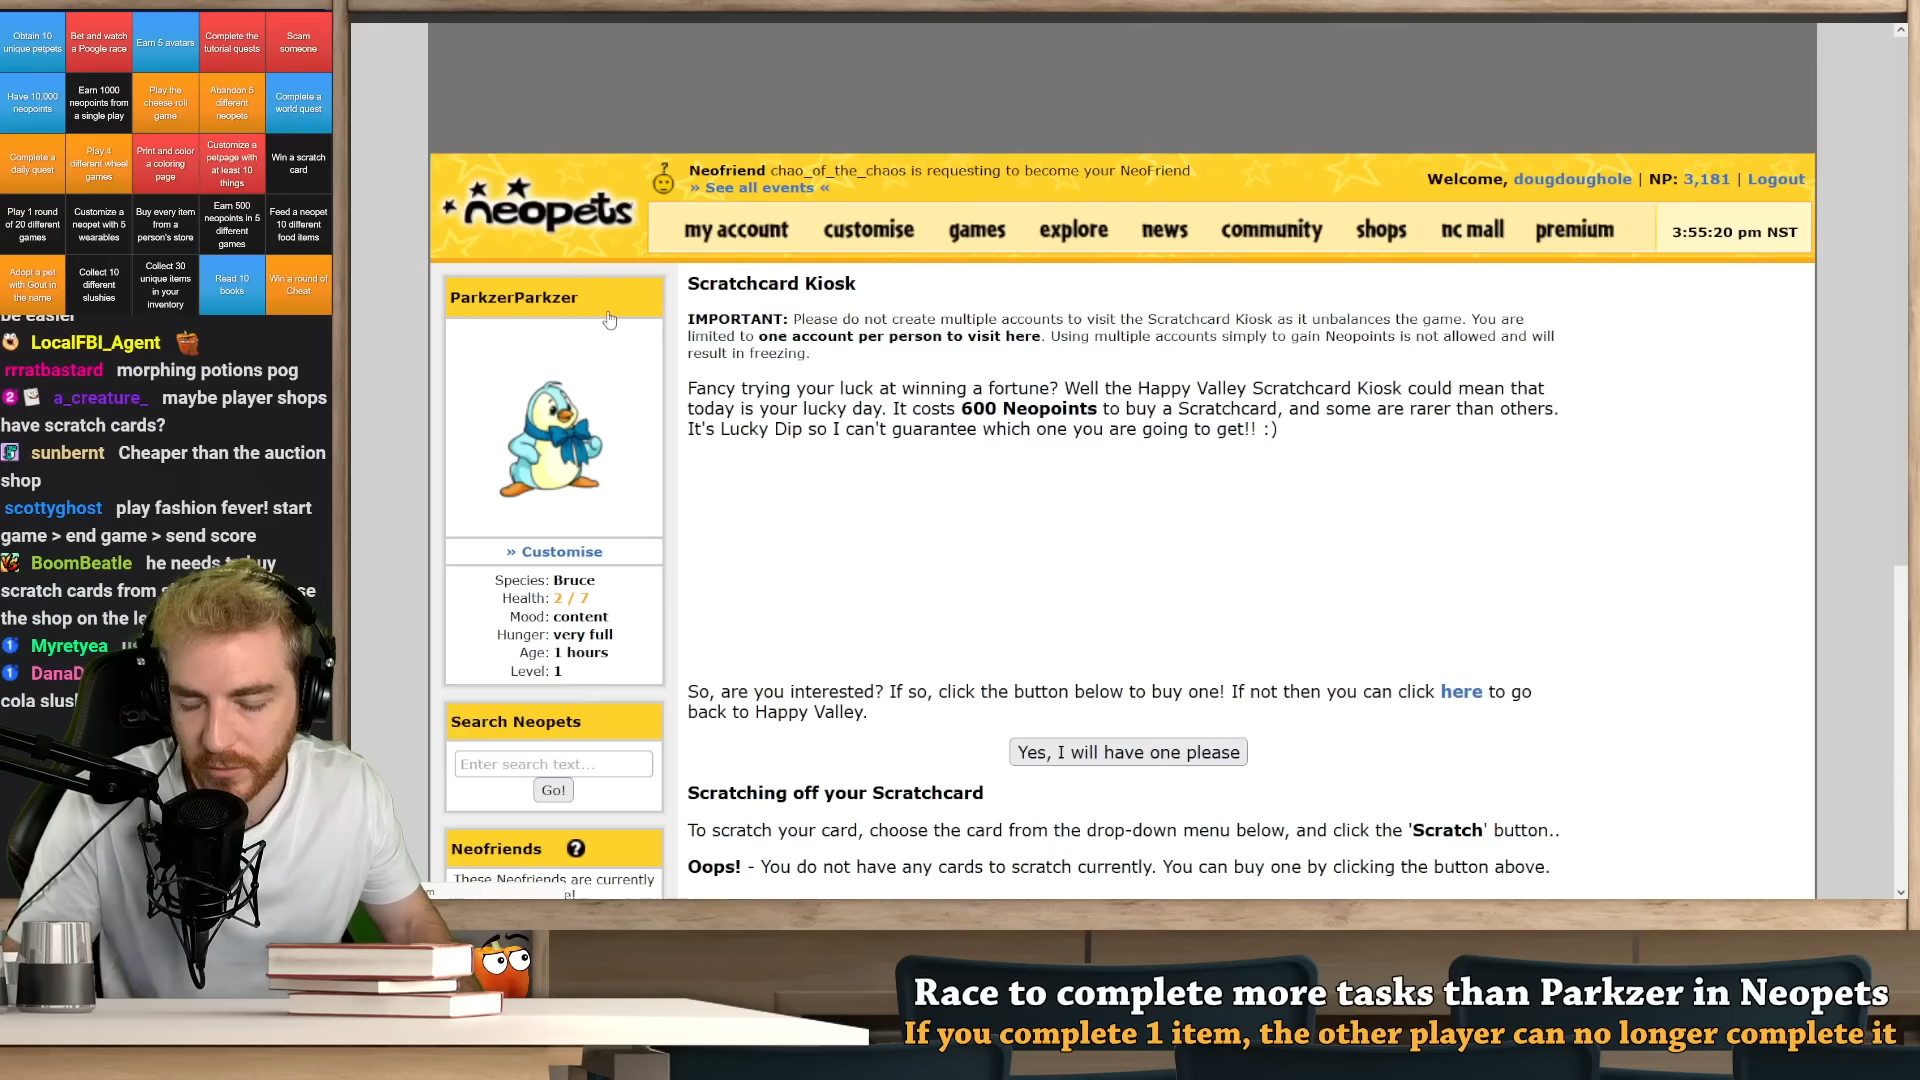 Obtain 10
unique petpets
Bet and watch
a Poogle race
Earn 5 avatars
Complete the
tutorial quests
Scam
someone
Have 10,000
neopoints
Earn 1000
neopoints from
a single play
Play the
cheese roll
game
Abandon 5
different
neopets
Complete a
world quest
Complete a
daily quest
Play 4
different wheel
games
Print and color
a coloring
page
Customize a
petpage with
at least 10
things
Win a scratch
card
Play 1 round
of 20 different
games
Customize a
neopet with 5
wearables
Buy every item
from a
person's store
Earn 500
neopoints in 5
different
games
Feed a neopet
10 different
food items
Adopt a pet
with Gout in
the name
Collect 10
different
slushies
Collect 30
unique items
in your
inventory
Read 10
books
Win a round of
Cheat
be easier
LocalFBI_Agent
rrratbastard morphing potions pog
2 a_creature_ maybe player shops
have scratch cards?
sunbernt Cheaper than the auction
shop
scottyghost play fashion fever! start
game > end game > send score
BoomBeatle he needs to buy
scratch cards from
the shop on the
1 Myretyea
1
cola
neopets
Neofriend chao_of_the_chaos is requesting to become your NeoFriend
» See all events «
Welcome, dougdoughole | NP: 3,181 | Logout
my account customise games explore news community shops nc mall premium
3:55:20 pm NST
ParkzerParkzer
» Customise
Species: Bruce
Health: 2 / 7
Mood: content
Hunger: very full
Age: 1 hours
Level: 1
Search Neopets
Enter search text...
Go!
Neofriends ?
These Neofriends are currently
e!
Scratchcard Kiosk
IMPORTANT: Please do not create multiple accounts to visit the Scratchcard Kiosk as it unbalances the game. You are
limited to one account per person to visit here. Using multiple accounts simply to gain Neopoints is not allowed and will
result in freezing.
Fancy trying your luck at winning a fortune? Well the Happy Valley Scratchcard Kiosk could mean that
today is your lucky day. It costs 600 Neopoints to buy a Scratchcard, and some are rarer than others.
It's Lucky Dip so I can't guarantee which one you are going to get!! :)
So, are you interested? If so, click the button below to buy one! If not then you can click here to go
back to Happy Valley.
Yes, I will have one please
Scratching off your Scratchcard
To scratch your card, choose the card from the drop-down menu below, and click the 'Scratch' button..
Oops! - You do not have any cards to scratch currently. You can buy one by clicking the button above.
Race to complete more tasks than Parkzer in Neopets
If you complete 1 item, the other player can no longer complete it